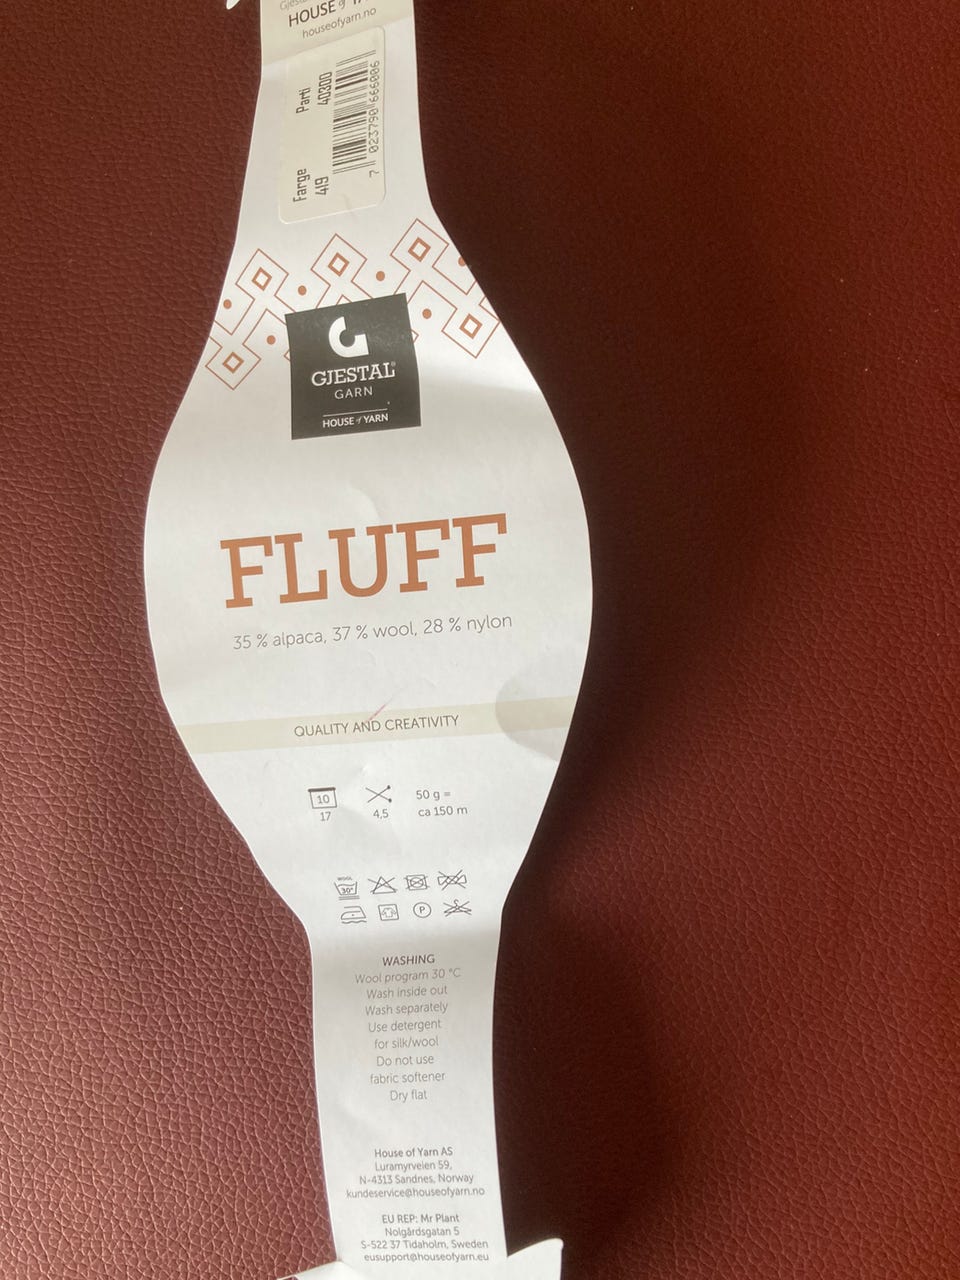 HOUSE of
houseofyarn.no
Farge Parti
419 40300
7 023790 666006
GJESTAL®
GARN
HOUSE of YARN
FLUFF
35 % alpaca, 37 % wool, 28 % nylon
QUALITY AND CREATIVITY
10
17
4,5
50 g =
ca 150 m
WOOL
30°
P
WASHING
Wool program 30 °C
Wash inside out
Wash separately
Use detergent
for silk/wool
Do not use
fabric softener
Dry flat
House of Yarn AS
Luramyrveien 59,
N-4313 Sandnes, Norway
kundeservice@houseofyarn.no
EU REP: Mr Plant
Nolgårdsgatan 5
S-522 37 Tidaholm, Sweden
eusupport@houseofyarn.eu